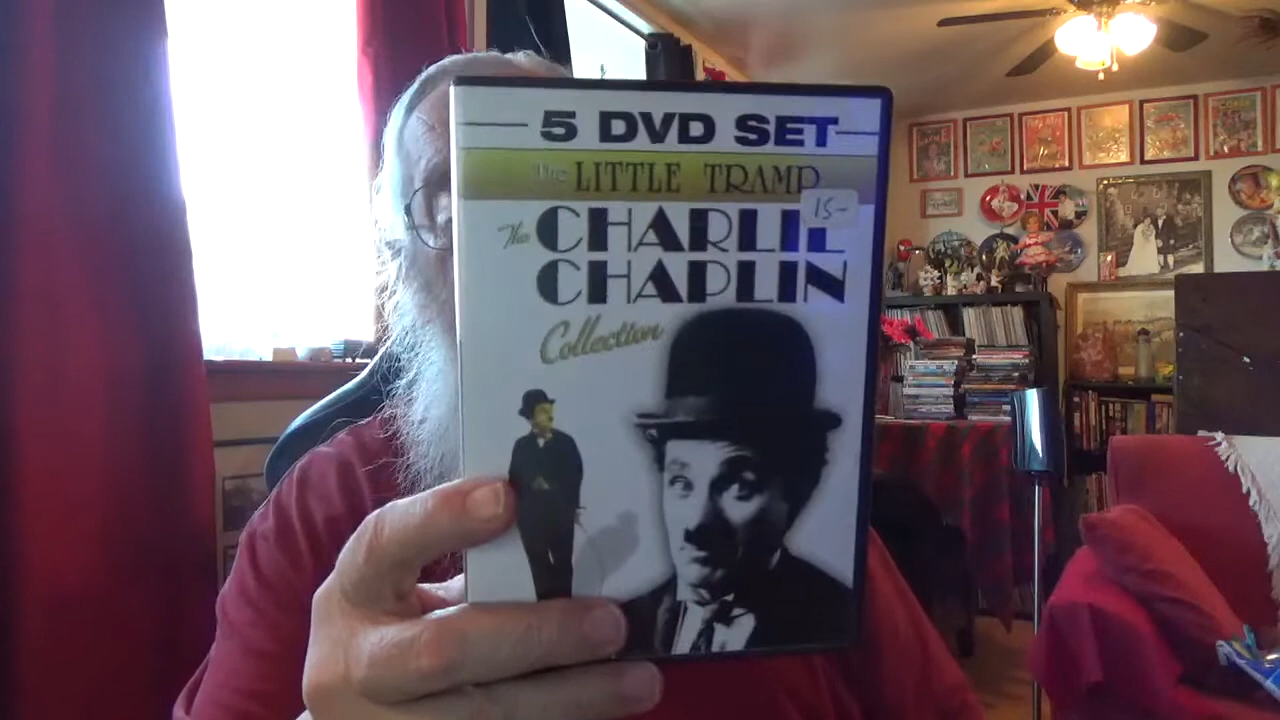 5 DVD SET
The LITTLE TRAMP
15-
The CHARLIE
CHAPLIN
Collection